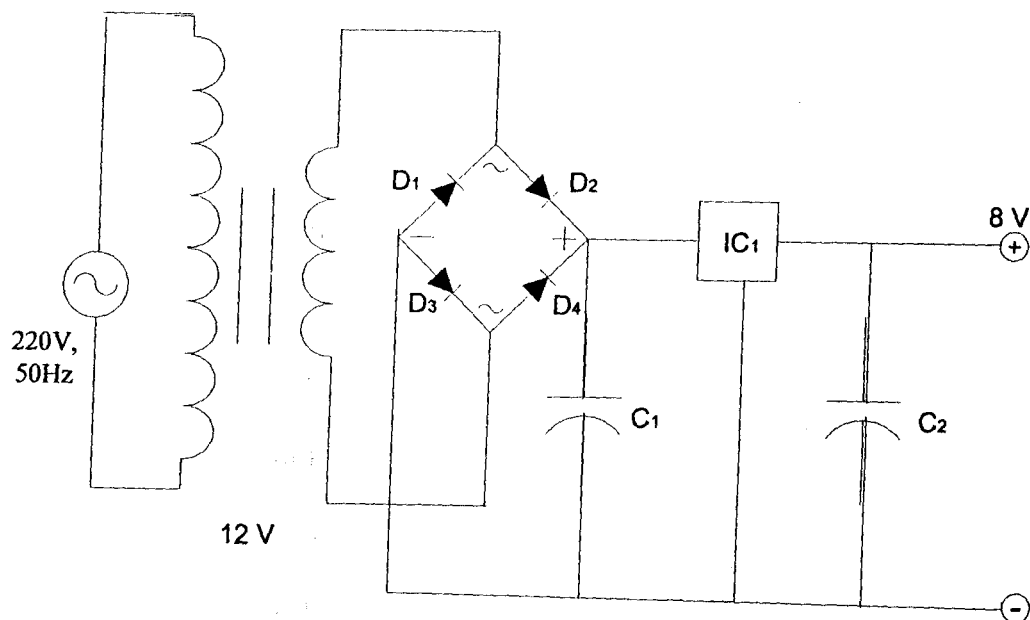 D1
D2
−
+
D3
D4
220V,
50Hz
12 V
C1
IC1
8 V
+
C2
−